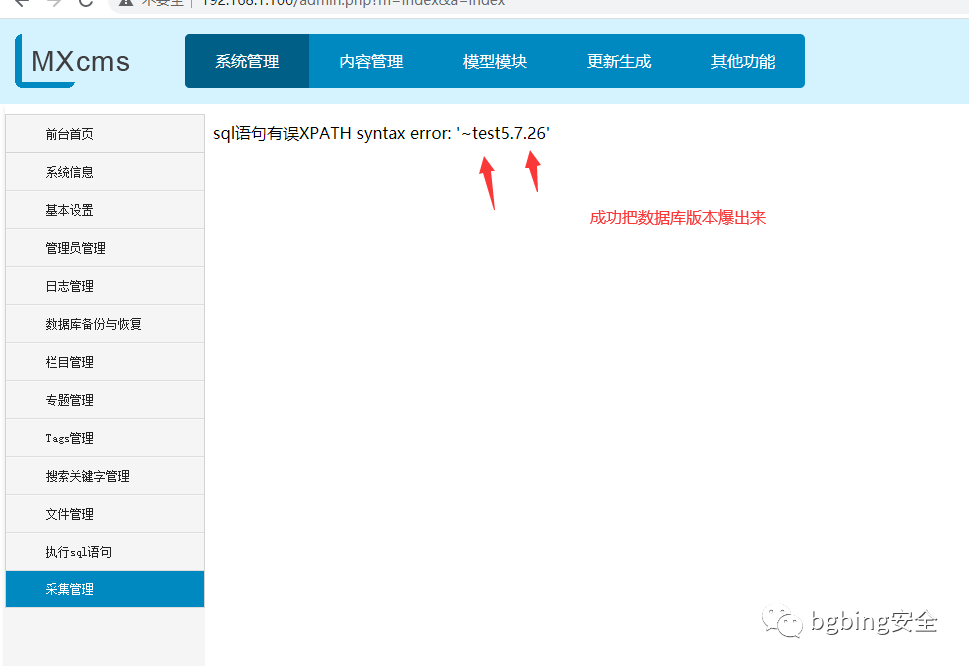 不安全 | 192.168.1.100/admin.php?m=index&a=index
MXcms
系统管理 内容管理 模型模块 更新生成 其他功能
前台首页
sql语句有误XPATH syntax error: '~test5.7.26'
系统信息
基本设置
成功把数据库版本爆出来
管理员管理
日志管理
数据库备份与恢复
栏目管理
专题管理
Tags管理
搜索关键字管理
文件管理
执行sql语句
采集管理
bgbing安全